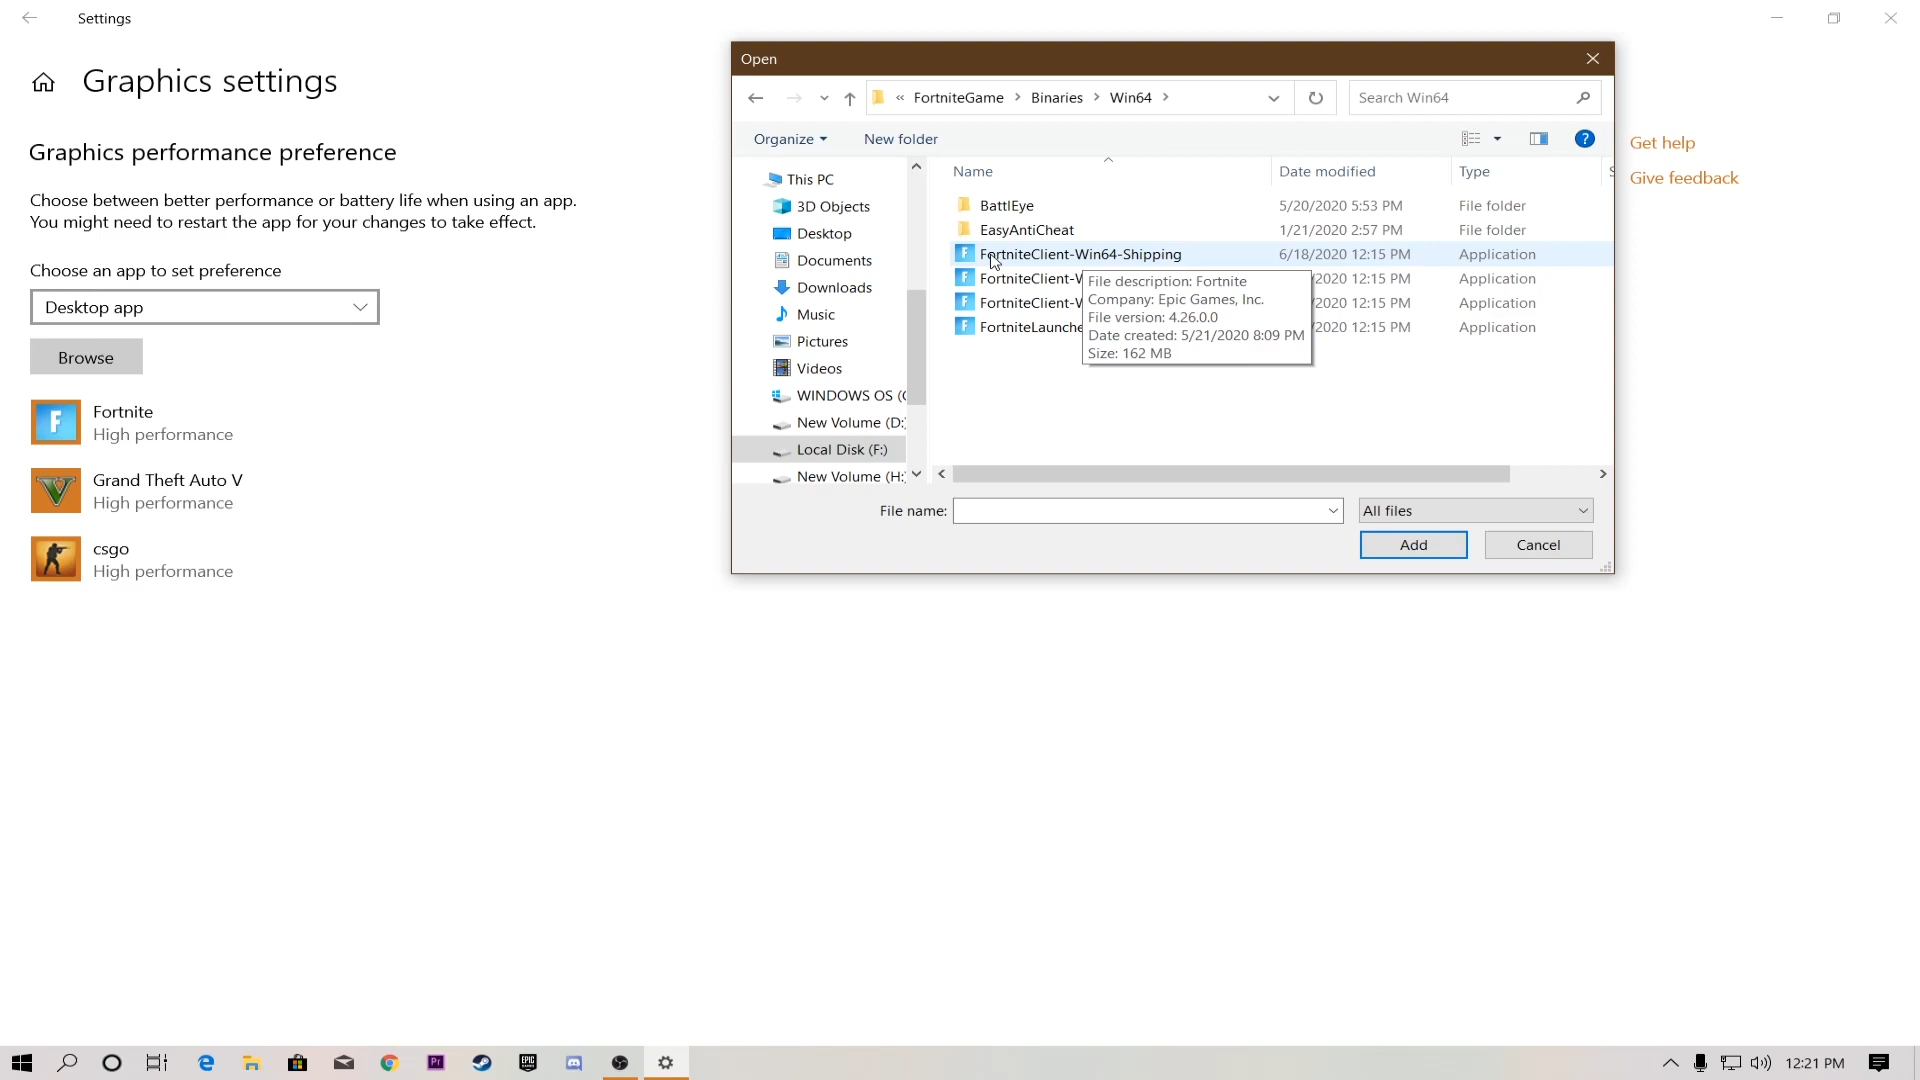 Settings
Graphics settings
Graphics performance preference
Choose between better performance or battery life when using an app.
You might need to restart the app for your changes to take effect.
Choose an app to set preference
Desktop app
Browse
Fortnite
High performance
Grand Theft Auto V
High performance
csgo
High performance
Open
« FortniteGame > Binaries > Win64 >
Search Win64
Organize
New folder
This PC
3D Objects
Desktop
Documents
Downloads
Music
Pictures
Videos
WINDOWS OS (C
New Volume (D:)
Local Disk (F:)
New Volume (H:)
Name Date modified Type S
BattlEye 5/20/2020 5:53 PM File folder
EasyAntiCheat 1/21/2020 2:57 PM File folder
FortniteClient-Win64-Shipping 6/18/2020 12:15 PM Application
FortniteClient-W /2020 12:15 PM Application
FortniteClient-W /2020 12:15 PM Application
FortniteLaunche /2020 12:15 PM Application
File description: Fortnite
Company: Epic Games, Inc.
File version: 4.26.0.0
Date created: 5/21/2020 8:09 PM
Size: 162 MB
File name:
All files
Add
Cancel
Get help
Give feedback
Pr
EPIC GAMES
12:21 PM